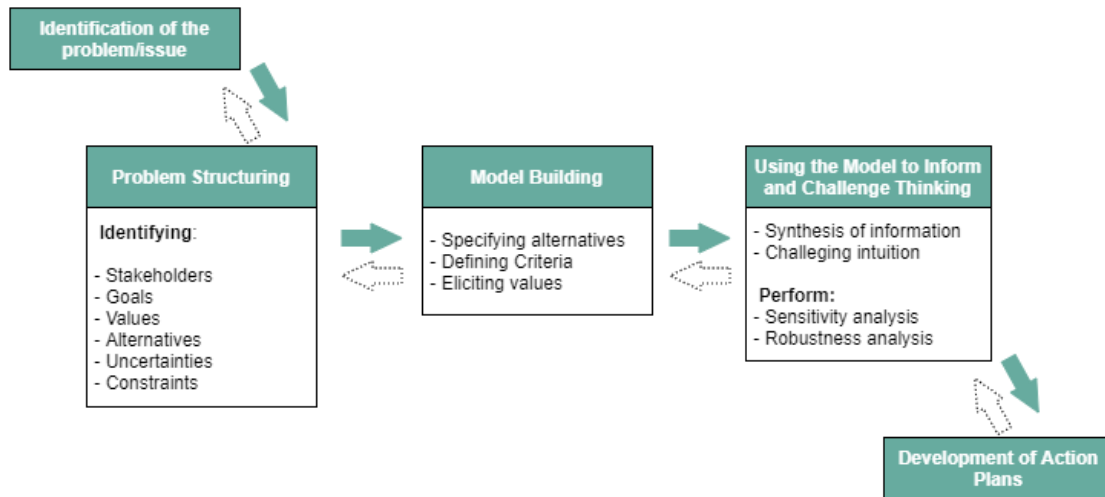 Identification of the
problem/issue
Problem Structuring
Identifying:
- Stakeholders
- Goals
- Values
- Alternatives
- Uncertainties
- Constraints
Model Building
- Specifying alternatives
- Defining Criteria
- Eliciting values
Using the Model to Inform
and Challenge Thinking
- Synthesis of information
- Challeging intuition
Perform:
- Sensitivity analysis
- Robustness analysis
Development of Action
Plans